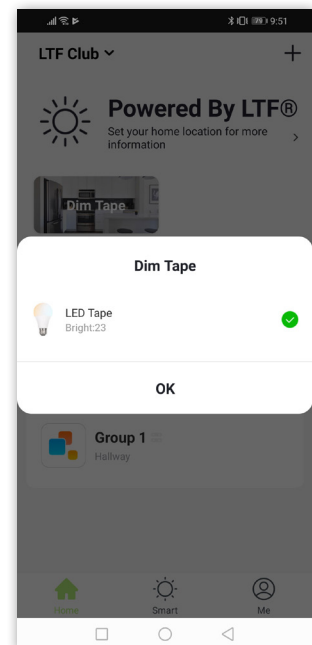 79 9:51
LTF Club
Powered By LTF®
Set your home location for more
information
Dim Tape
Dim Tape
LED Tape
Bright:23
OK
Group 1
Hallway
Home
Smart
Me